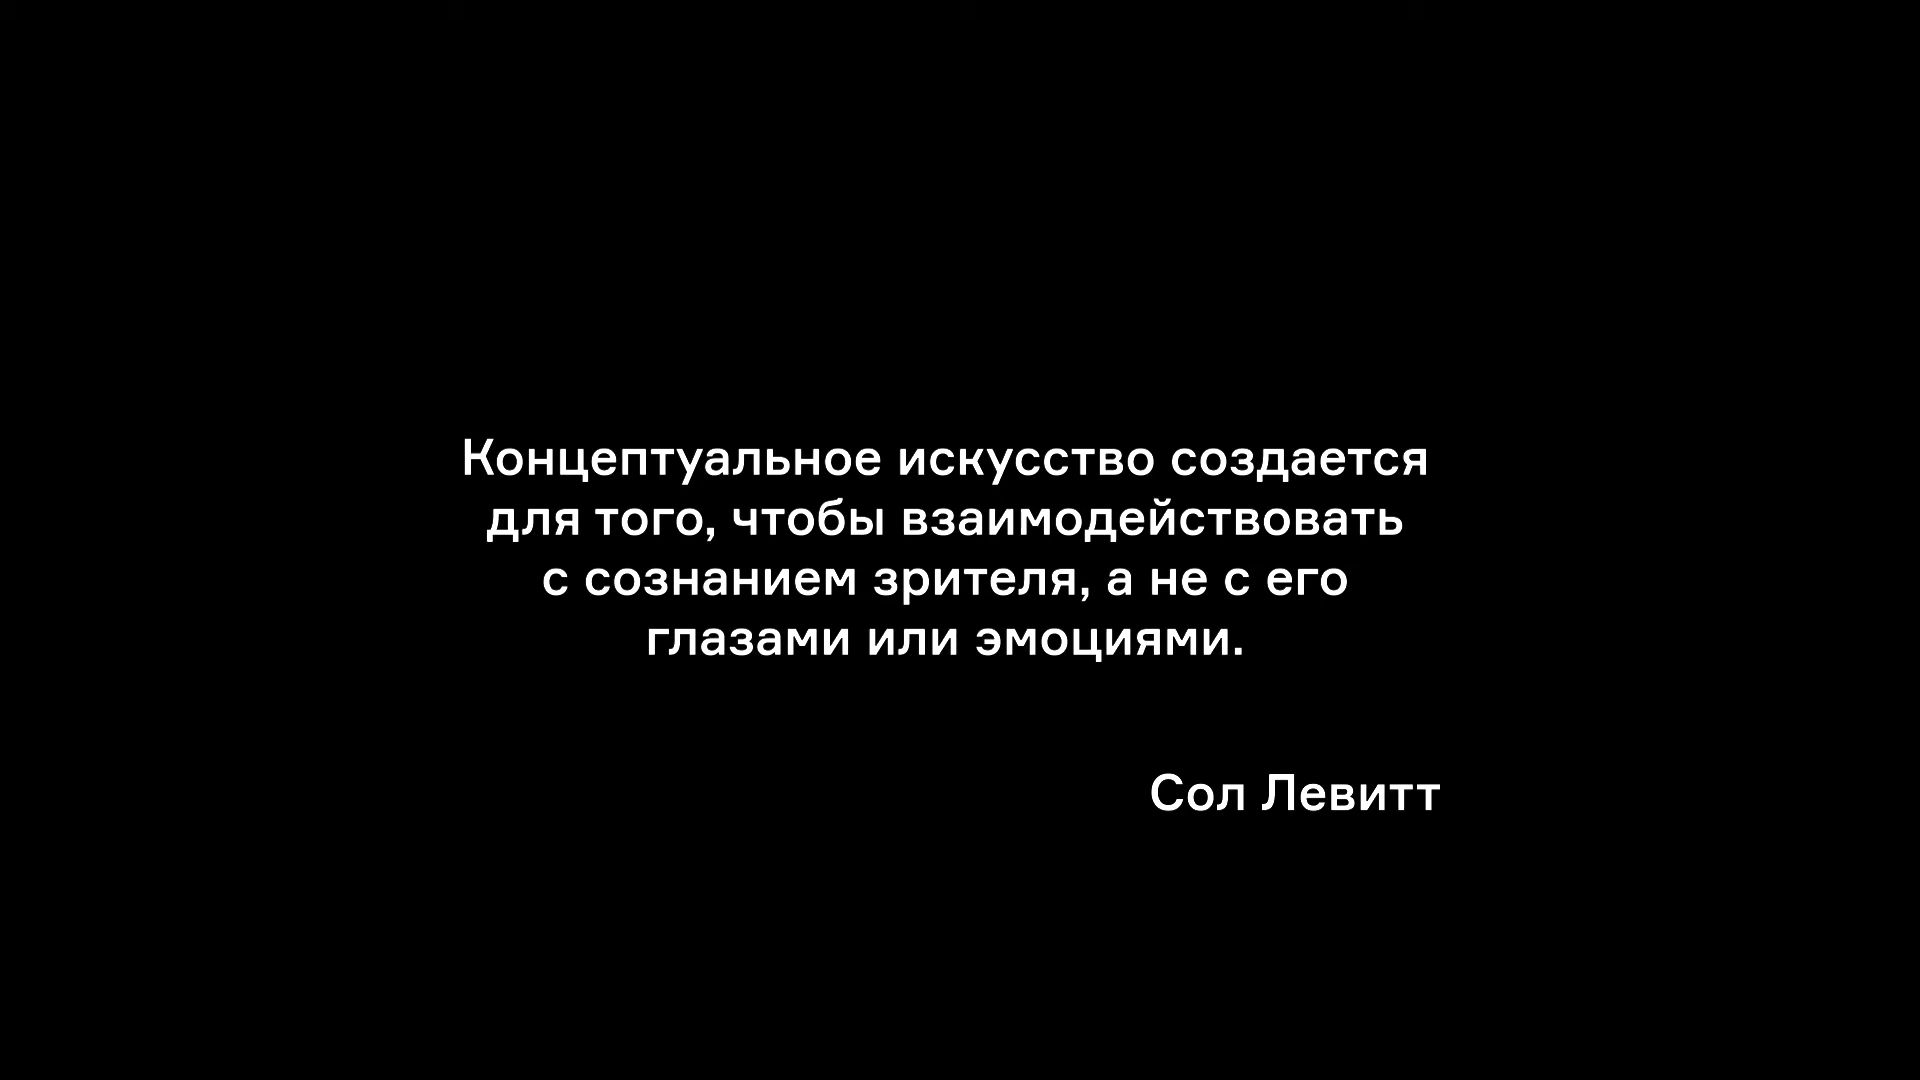 Концептуальное искусство создается
для того, чтобы взаимодействовать
с сознанием зрителя, а не с его
глазами или эмоциями.
Сол Левитт